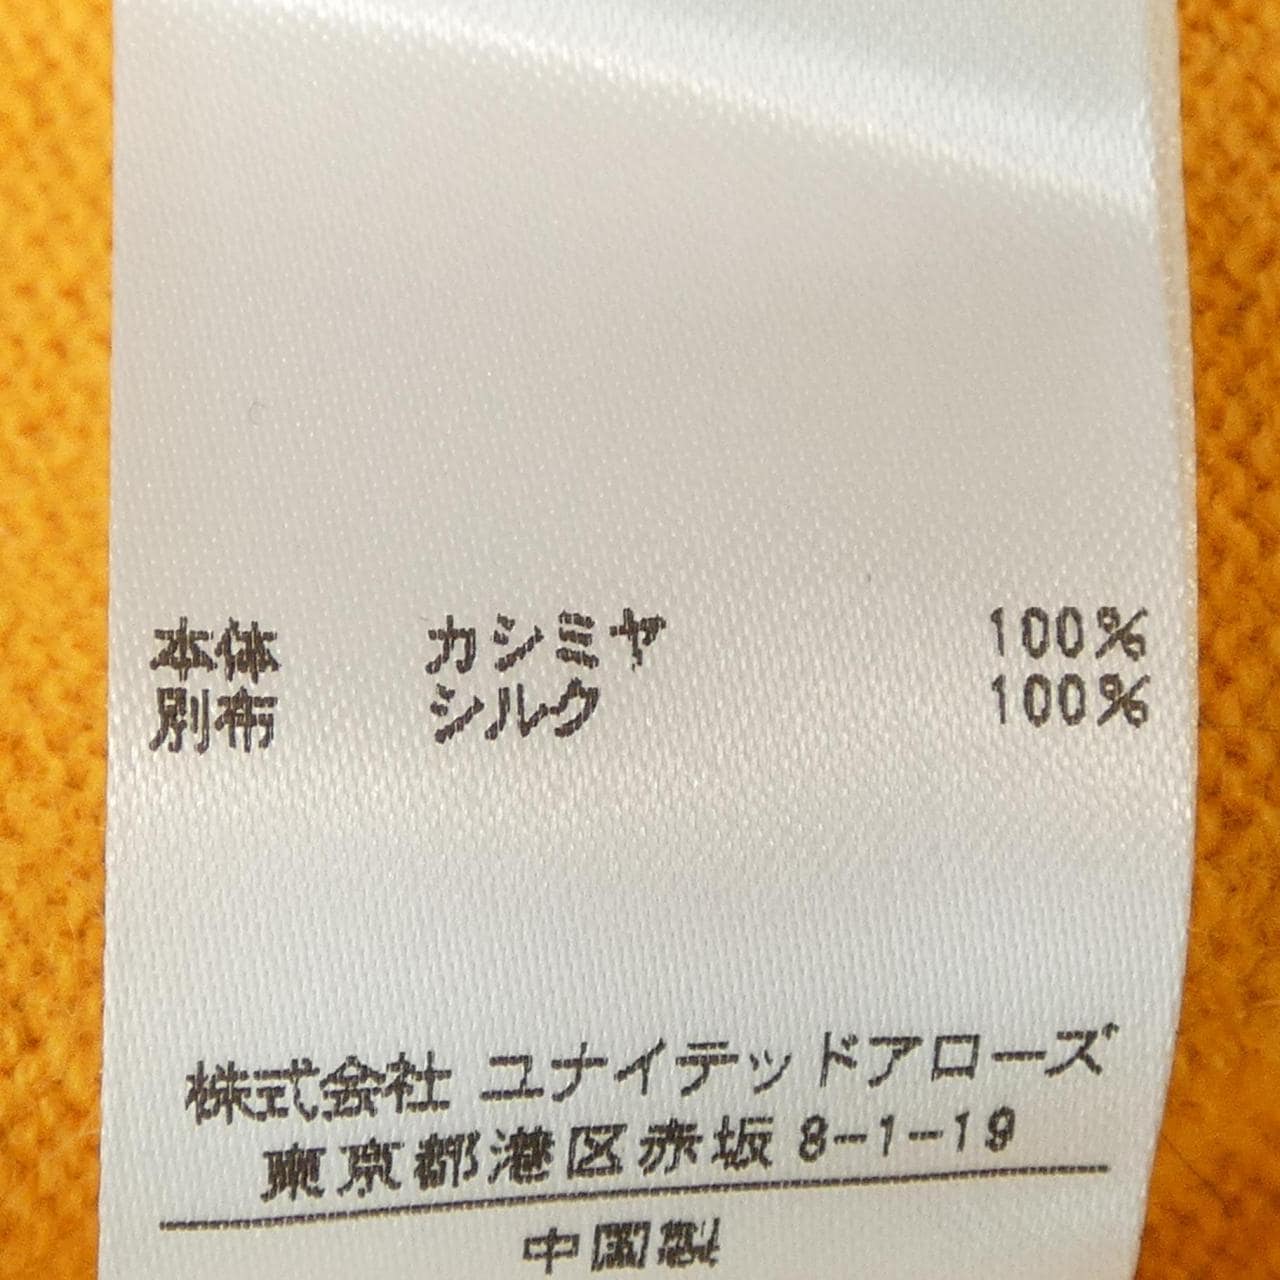 本体 カシミヤ 100%
別布 シルク 100%
株式会社 ユナイテッドアローズ
東京都港区赤坂 8-1-19
中国製